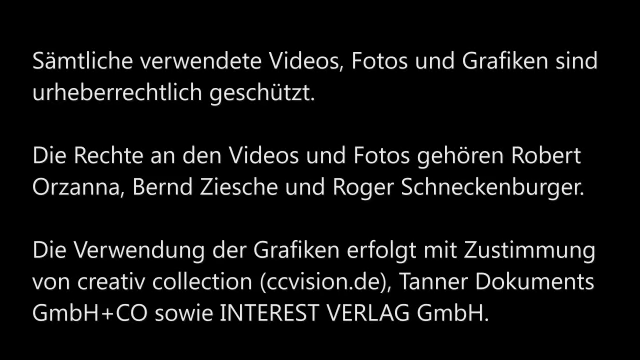 Sämtliche verwendete Videos, Fotos und Grafiken sind
urheberrechtlich geschützt.
Die Rechte an den Videos und Fotos gehören Robert
Orzanna, Bernd Ziesche und Roger Schneckenburger.
Die Verwendung der Grafiken erfolgt mit Zustimmung
von creativ collection (ccvision.de), Tanner Dokuments
GmbH+CO sowie INTEREST VERLAG GmbH.